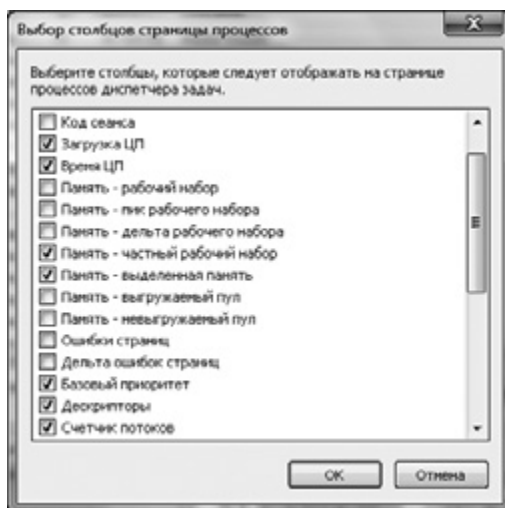 Выбор столбцов страницы процессов
Выберите столбцы, которые следует отображать на странице
процессов диспетчера задач.
Код сеанса
Загрузка ЦП
Время ЦП
Память - рабочий набор
Память - пик рабочего набора
Память - дельта рабочего набора
Память - частный рабочий набор
Память - выделенная память
Память - выгружаемый пул
Память - невыгружаемый пул
Ошибки страниц
Дельта ошибок страниц
Базовый приоритет
Дескрипторы
Счетчик потоков
ОК
Отмена